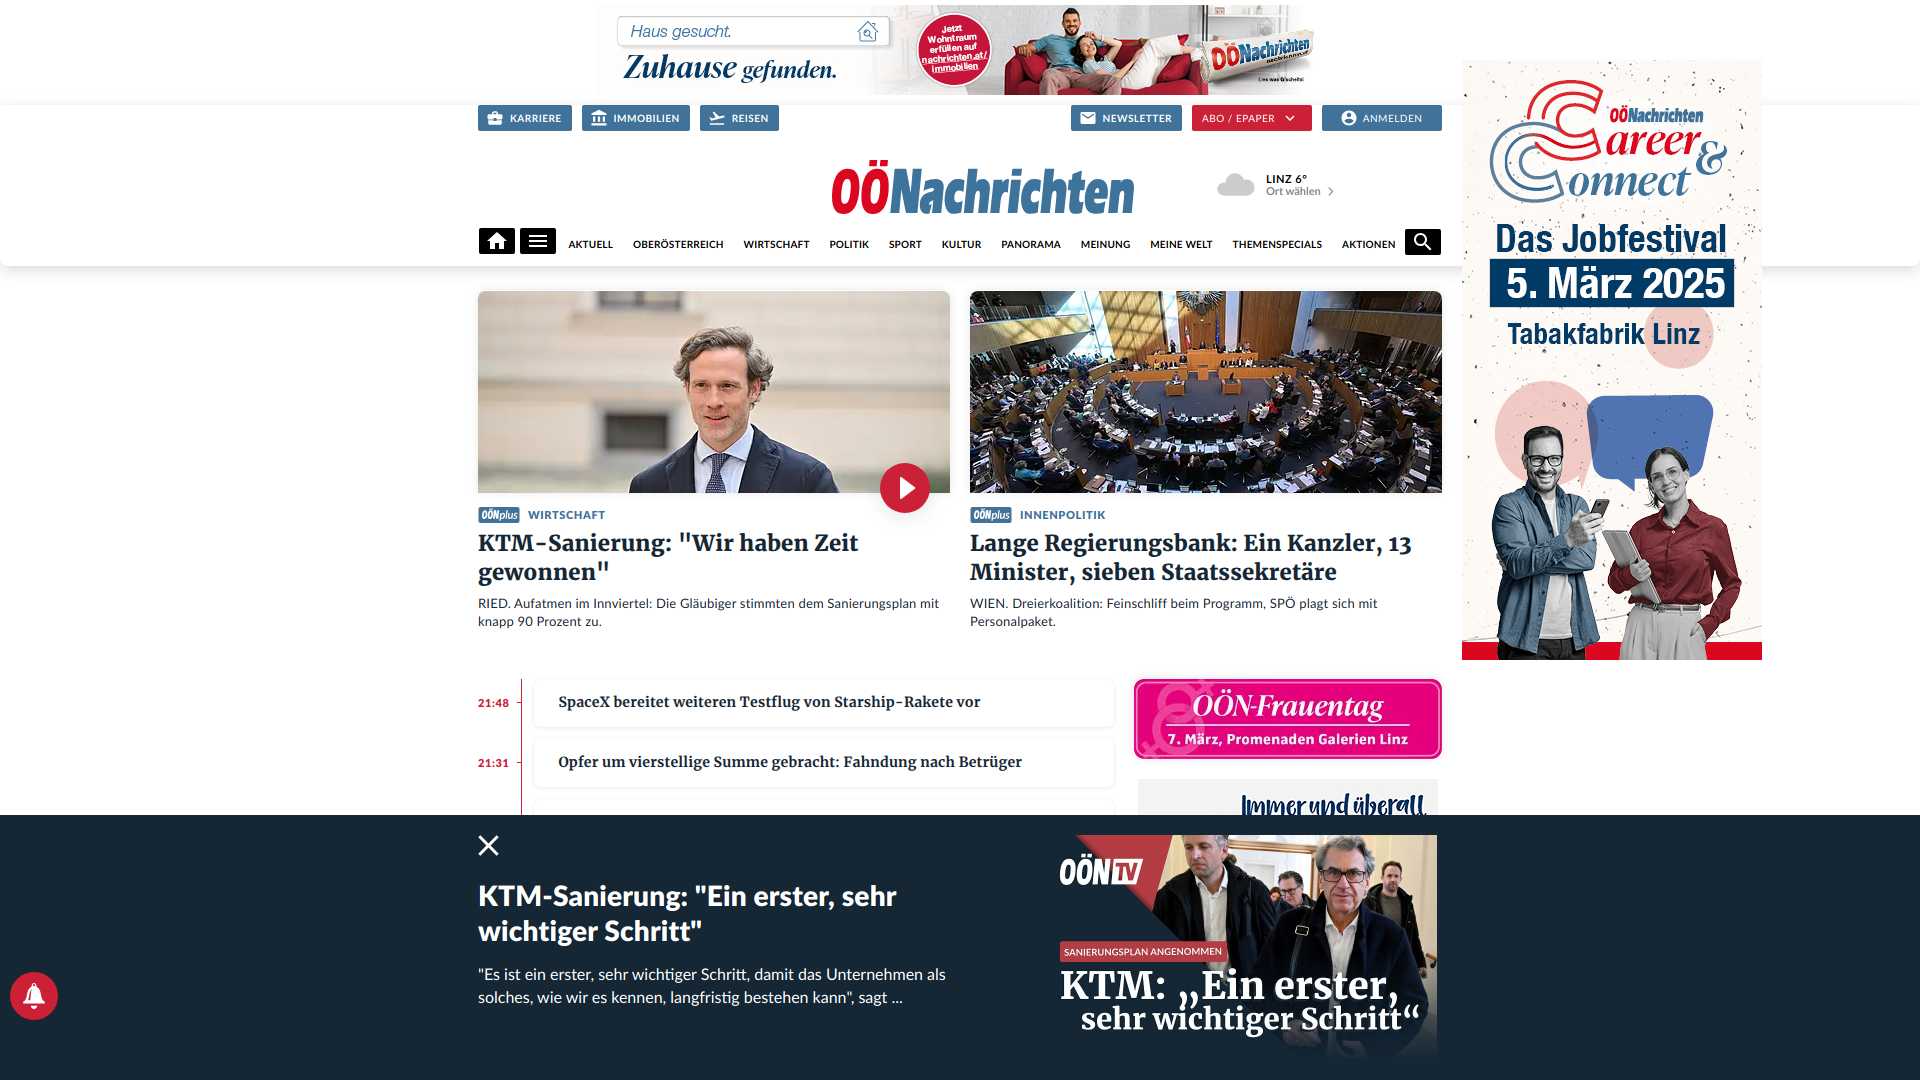 Haus gesucht.
Zuhause gefunden.
Jetzt
Wohntraum
erfüllen auf
nachrichten.at/
immobilien
OÖNachrichten
Lies was G'scheits!
KARRIERE
IMMOBILIEN
REISEN
NEWSLETTER
ABO / EPAPER
ANMELDEN
OÖNachrichten
LINZ 6°
Ort wählen
AKTUELL
OBERÖSTERREICH
WIRTSCHAFT
POLITIK
SPORT
KULTUR
PANORAMA
MEINUNG
MEINE WELT
THEMENSPECIALS
AKTIONEN
OÖNachrichten
Career &
Connect
Das Jobfestival
5. März 2025
Tabakfabrik Linz
OÖNplus WIRTSCHAFT
KTM-Sanierung: "Wir haben Zeit
gewonnen"
RIED. Aufatmen im Innviertel: Die Gläubiger stimmten dem Sanierungsplan mit
knapp 90 Prozent zu.
OÖNplus INNENPOLITIK
Lange Regierungsbank: Ein Kanzler, 13
Minister, sieben Staatssekretäre
WIEN. Dreierkoalition: Feinschliff beim Programm, SPÖ plagt sich mit
Personalpaket.
21:48
SpaceX bereitet weiteren Testflug von Starship-Rakete vor
21:31
Opfer um vierstellige Summe gebracht: Fahndung nach Betrüger
OÖN-Frauentag
7. März, Promenaden Galerien Linz
Immer und überall
KTM-Sanierung: "Ein erster, sehr
wichtiger Schritt"
"Es ist ein erster, sehr wichtiger Schritt, damit das Unternehmen als
solches, wie wir es kennen, langfristig bestehen kann", sagt ...
OÖN TV
SANIERUNGSPLAN ANGENOMMEN
KTM: „Ein erster,
sehr wichtiger Schritt“